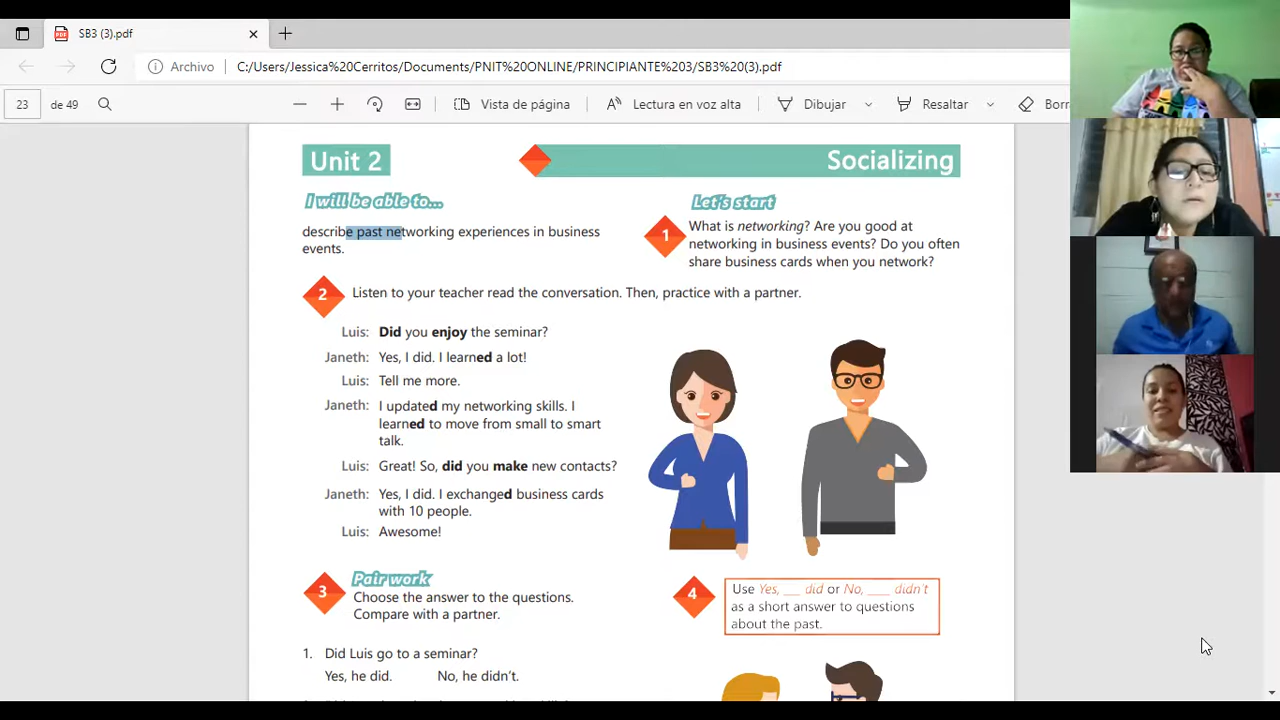 SB3 (3).pdf
Archivo
C:/Users/Jessica%20Cerritos/Documents/PNIT%20ONLINE/PRINCIPIANTE%203/SB3%20(3).pdf
23 de 49
Vista de página
Lectura en voz alta
Dibujar
Resaltar
Borr
Unit 2
Socializing
I will be able to...
describe past networking experiences in business
events.
Let's start
1
What is networking? Are you good at
networking in business events? Do you often
share business cards when you network?
2
Listen to your teacher read the conversation. Then, practice with a partner.
Luis: Did you enjoy the seminar?
Janeth: Yes, I did. I learned a lot!
Luis: Tell me more.
Janeth: I updated my networking skills. I
learned to move from small to smart
talk.
Luis: Great! So, did you make new contacts?
Janeth: Yes, I did. I exchanged business cards
with 10 people.
Luis: Awesome!
3
Pair work
Choose the answer to the questions.
Compare with a partner.
1. Did Luis go to a seminar?
Yes, he did. No, he didn't.
4
Use Yes, ___ did or No, ____ didn't
as a short answer to questions
about the past.